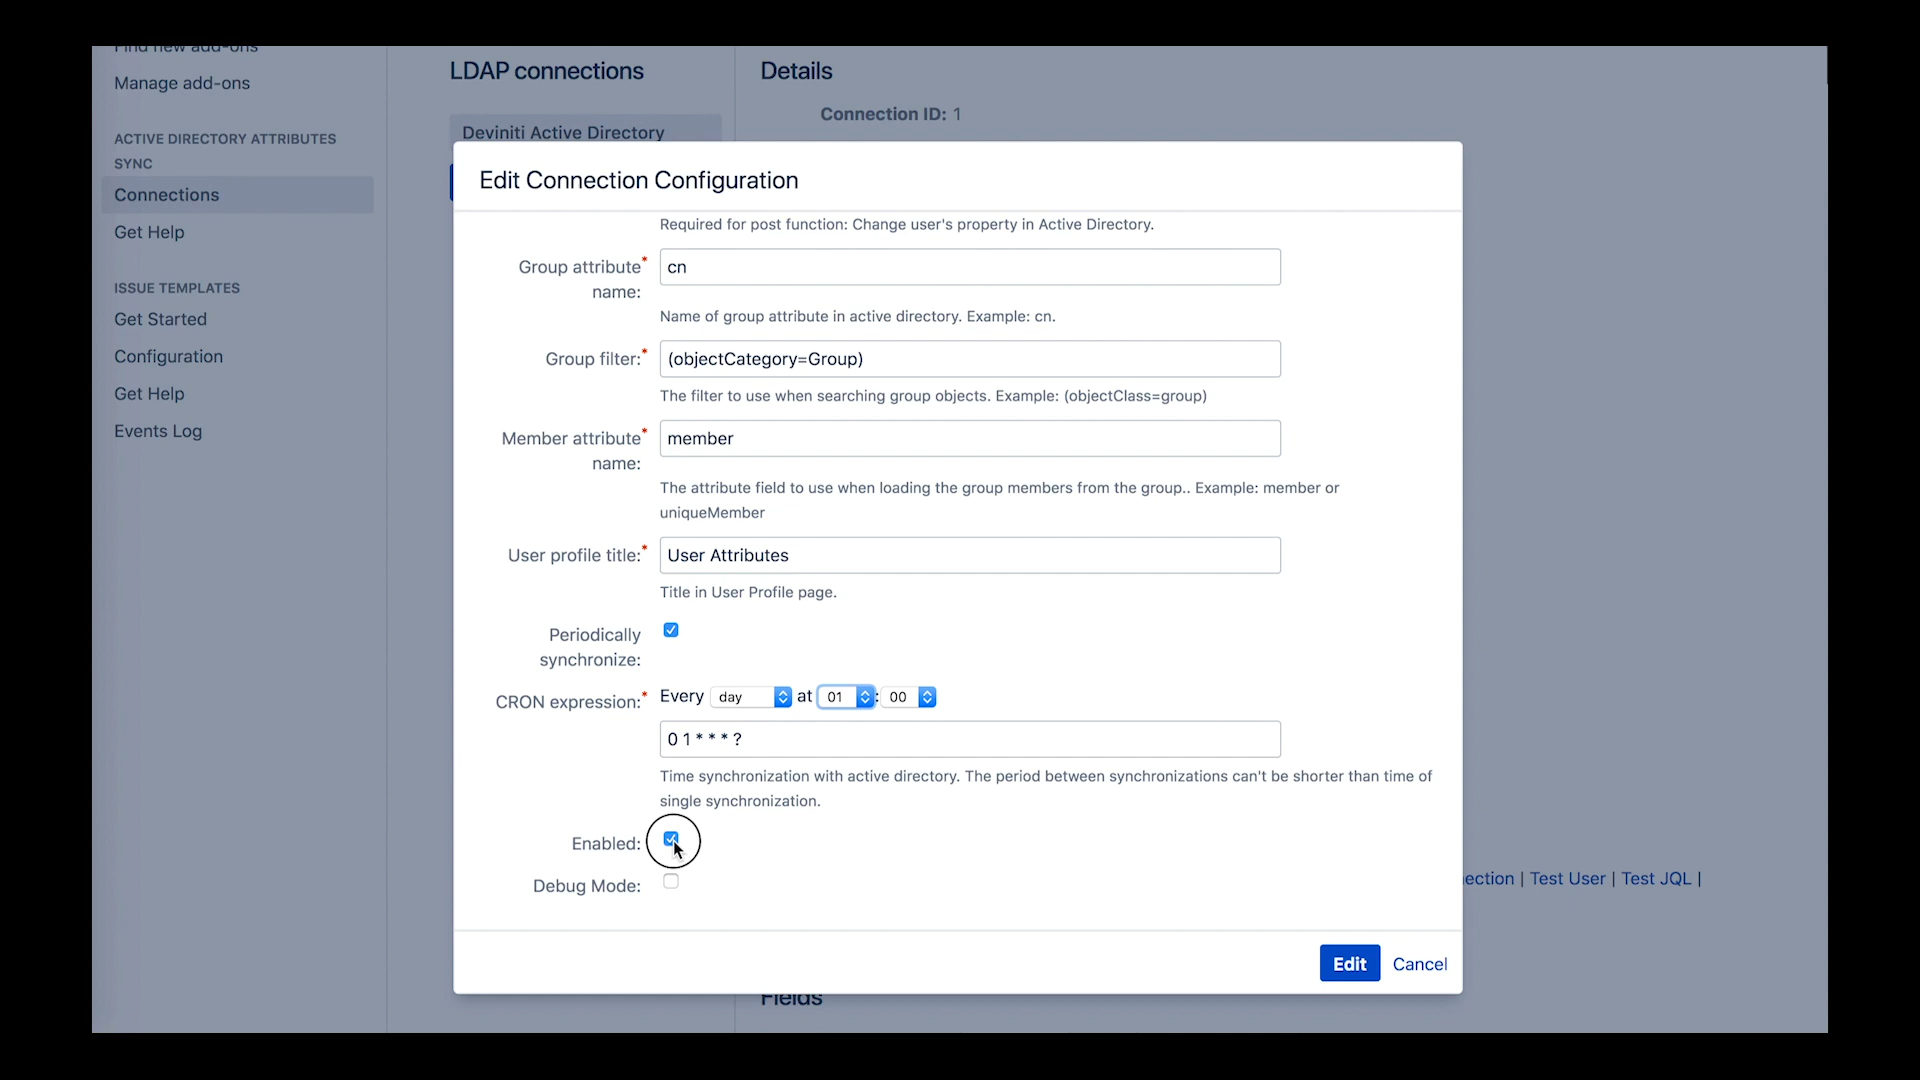 Find new add-ons
Manage add-ons
ACTIVE DIRECTORY ATTRIBUTES
SYNC
Connections
Get Help
ISSUE TEMPLATES
Get Started
Configuration
Get Help
Events Log
LDAP connections
Deviniti Active Directory
Details
Connection ID: 1
Edit Connection Configuration
Required for post function: Change user's property in Active Directory.
Group attribute*
name:
cn
Name of group attribute in active directory. Example: cn.
Group filter:*
(objectCategory=Group)
The filter to use when searching group objects. Example: (objectClass=group)
Member attribute*
name:
member
The attribute field to use when loading the group members from the group.. Example: member or
uniqueMember
User profile title:*
User Attributes
Title in User Profile page.
Periodically
synchronize:
CRON expression:*
Every day at 01 : 00
0 1 * * * ?
Time synchronization with active directory. The period between synchronizations can't be shorter than time of
single synchronization.
Enabled:
Debug Mode:
ection | Test User | Test JQL |
Edit Cancel
Fields